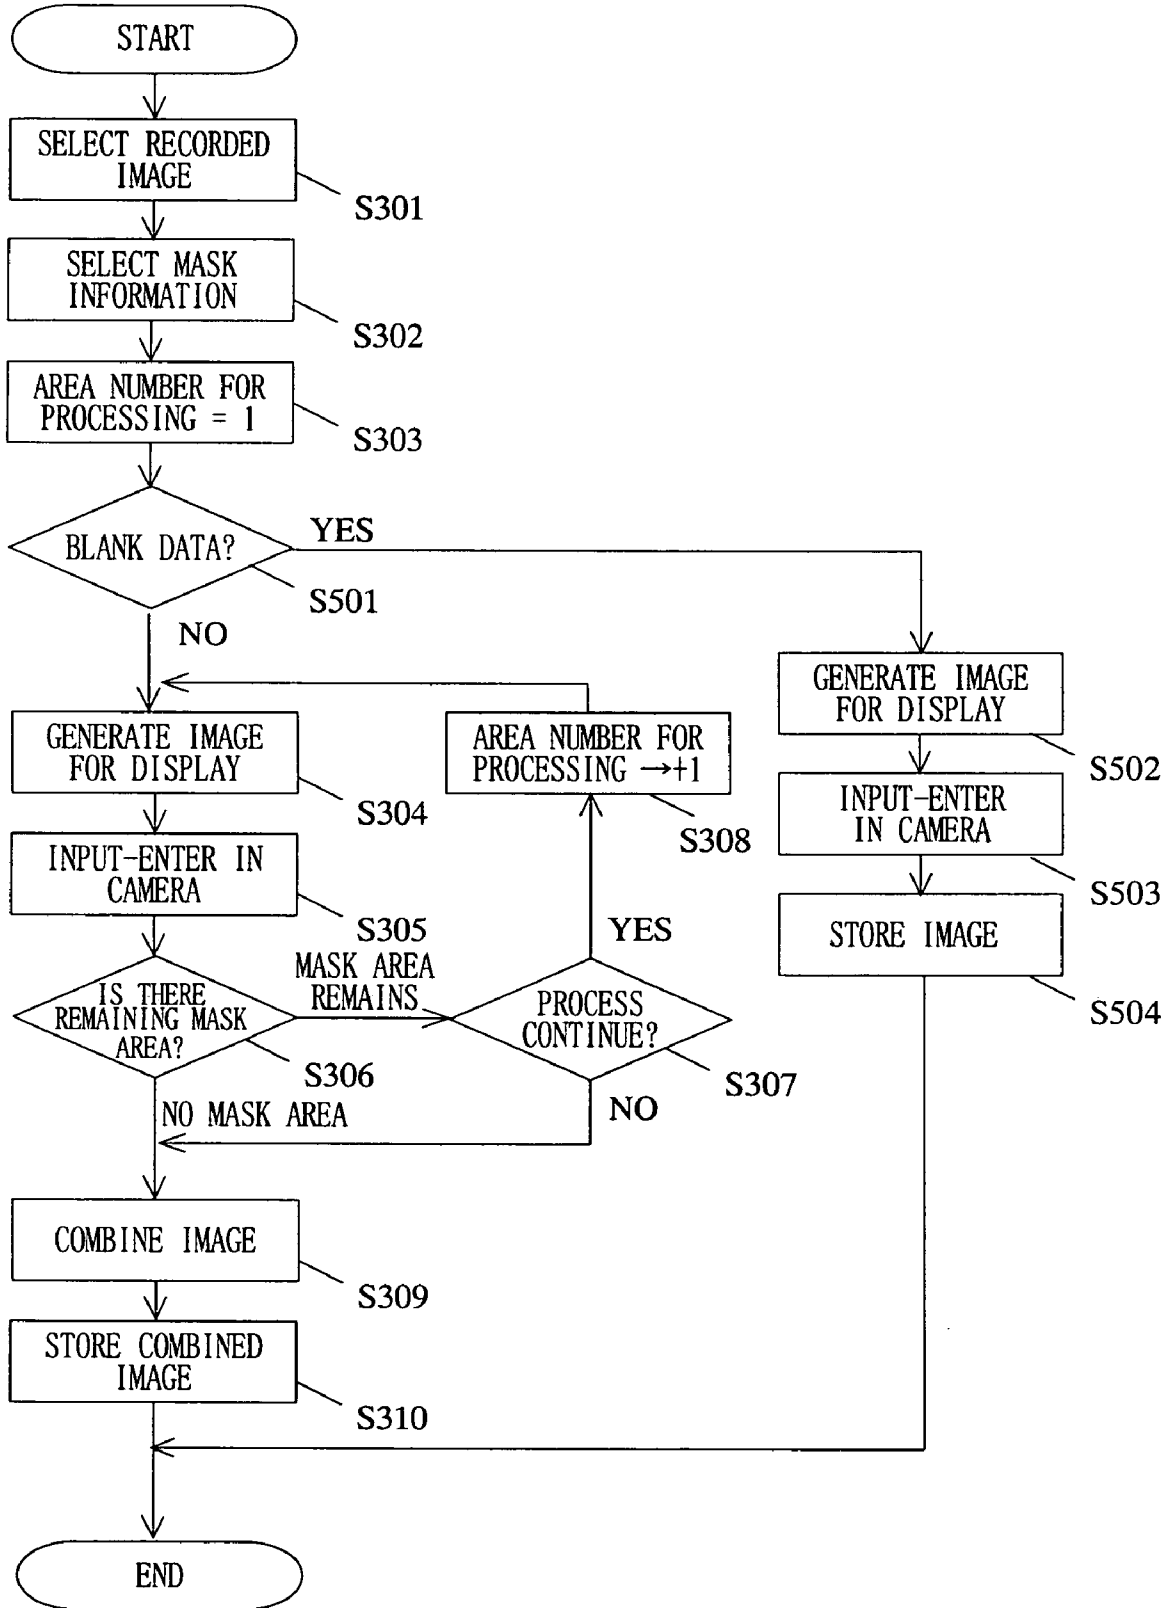 START
SELECT RECORDED
IMAGE
S301
SELECT MASK
INFORMATION
S302
AREA NUMBER FOR
PROCESSING = 1
S303
BLANK DATA?
YES
S501
NO
GENERATE IMAGE
FOR DISPLAY
S304
AREA NUMBER FOR
PROCESSING →+1
S308
GENERATE IMAGE
FOR DISPLAY
S502
INPUT-ENTER IN
CAMERA
S305
INPUT-ENTER
IN CAMERA
S503
STORE IMAGE
S504
IS THERE
REMAINING MASK
AREA?
S306
MASK AREA
REMAINS
YES
PROCESS
CONTINUE?
S307
NO
NO MASK AREA
COMBINE IMAGE
S309
STORE COMBINED
IMAGE
S310
END